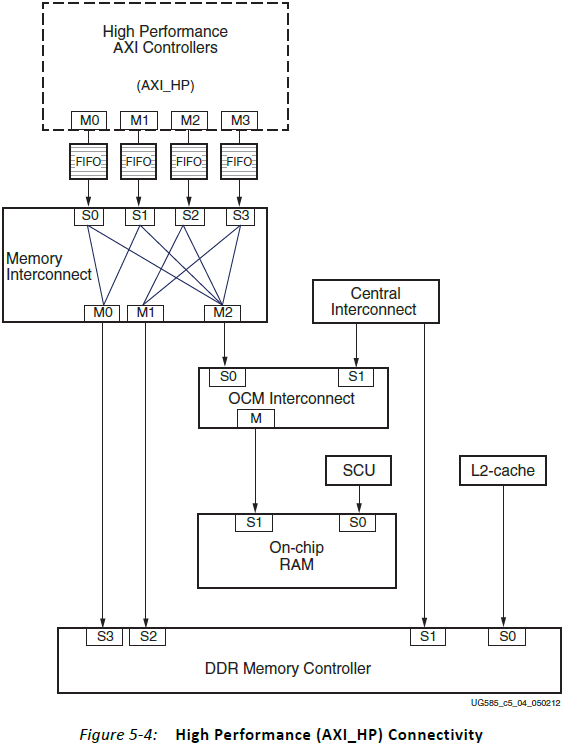 High Performance
AXI Controllers
(AXI_HP)
M0 M1 M2 M3
FIFO FIFO FIFO FIFO
S0 S1 S2 S3
Memory
Interconnect
M0 M1 M2
Central
Interconnect
S0 S1
OCM Interconnect
M
SCU
L2-cache
S1 S0
On-chip
RAM
S3 S2 S1 S0
DDR Memory Controller
UG585_c5_04_050212
Figure 5-4: High Performance (AXI_HP) Connectivity